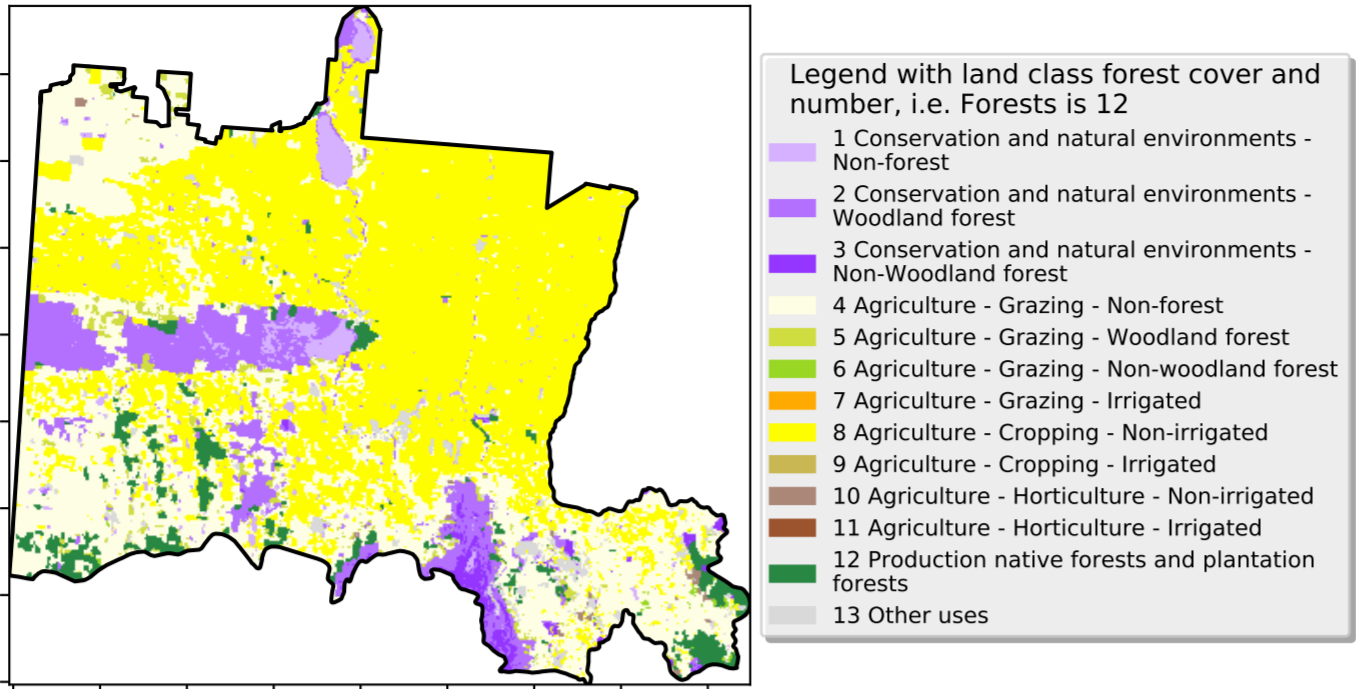 Legend with land class forest cover and
number, i.e. Forests is 12
1 Conservation and natural environments -
Non-forest
2 Conservation and natural environments -
Woodland forest
3 Conservation and natural environments -
Non-Woodland forest
4 Agriculture - Grazing - Non-forest
5 Agriculture - Grazing - Woodland forest
6 Agriculture - Grazing - Non-woodland forest
7 Agriculture - Grazing - Irrigated
8 Agriculture - Cropping - Non-irrigated
9 Agriculture - Cropping - Irrigated
10 Agriculture - Horticulture - Non-irrigated
11 Agriculture - Horticulture - Irrigated
12 Production native forests and plantation
forests
13 Other uses